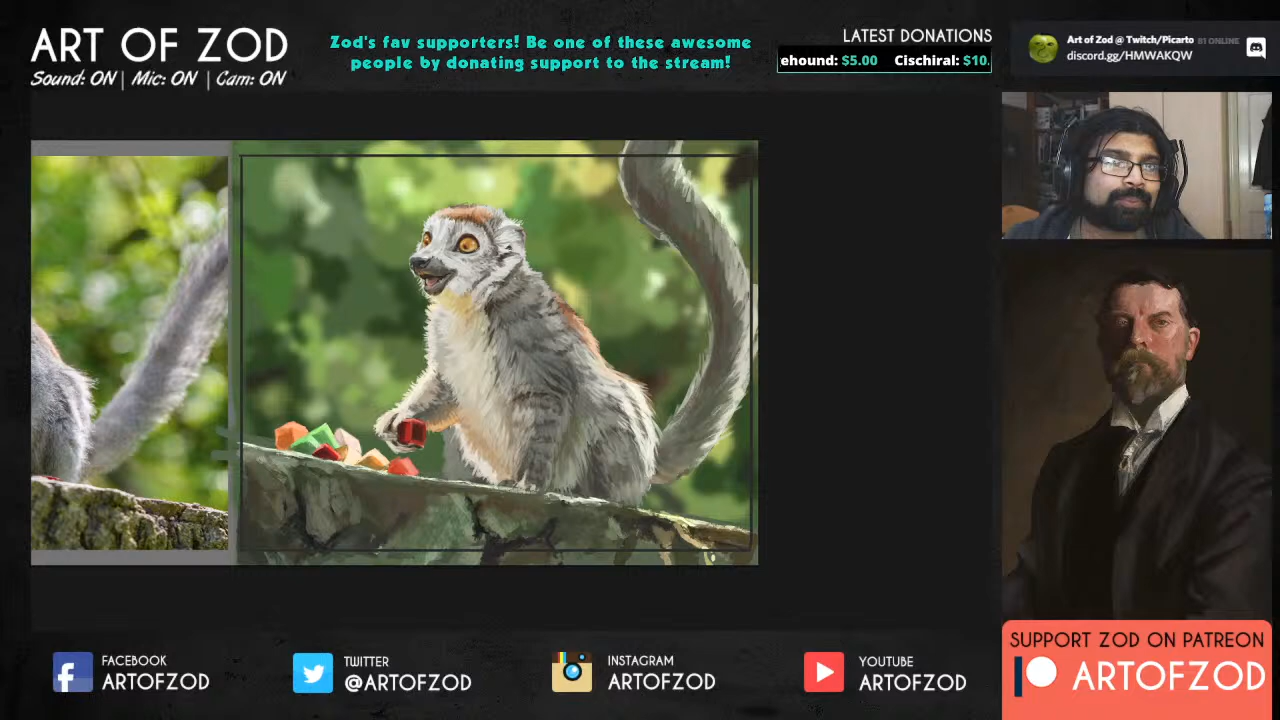 ART OF ZOD
Sound: ON | Mic: ON | Cam: ON
Zod's fav supporters! Be one of these awesome
people by donating support to the stream!
LATEST DONATIONS
ehound: $5.00 Cischiral: $10.
Art of Zod @ Twitch/Picarto 81 ONLINE
discord.gg/HMWAKQW
FACEBOOK
ARTOFZOD
TWITTER
@ARTOFZOD
INSTAGRAM
ARTOFZOD
YOUTUBE
ARTOFZOD
SUPPORT ZOD ON PATREON
ARTOFZOD